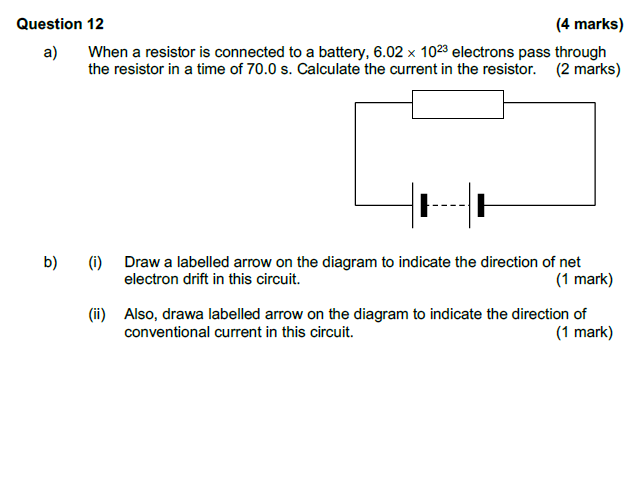 Question 12 (4 marks)
a) When a resistor is connected to a battery, 6.02 × 10²³ electrons pass through
the resistor in a time of 70.0 s. Calculate the current in the resistor. (2 marks)
b) (i) Draw a labelled arrow on the diagram to indicate the direction of net
electron drift in this circuit. (1 mark)
(ii) Also, drawa labelled arrow on the diagram to indicate the direction of
conventional current in this circuit. (1 mark)